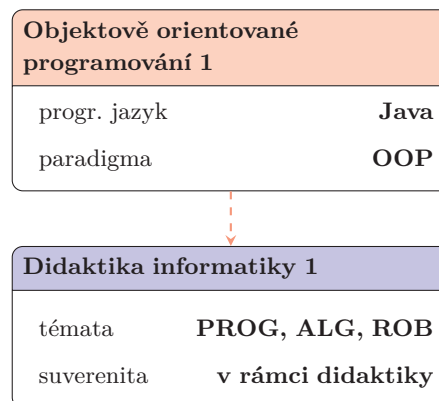 Objektově orientované
programování 1
progr. jazyk Java
paradigma OOP
Didaktika informatiky 1
témata PROG, ALG, ROB
suverenita v rámci didaktiky